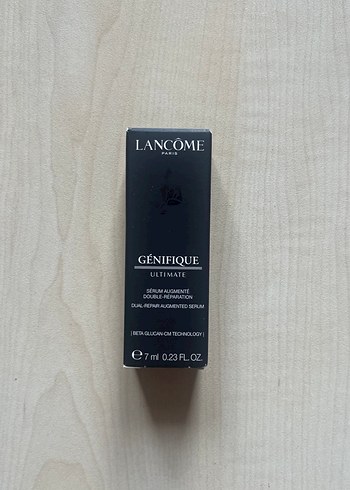 LANCÔME
PARIS
GÉNIFIQUE
ULTIMATE
SÉRUM AUGMENTÉ
DOUBLE-RÉPARATION
DUAL-REPAIR AUGMENTED SERUM
[ BETA GLUCAN-CM TECHNOLOGY ]
℮ 7 ml 0.23 FL.OZ.